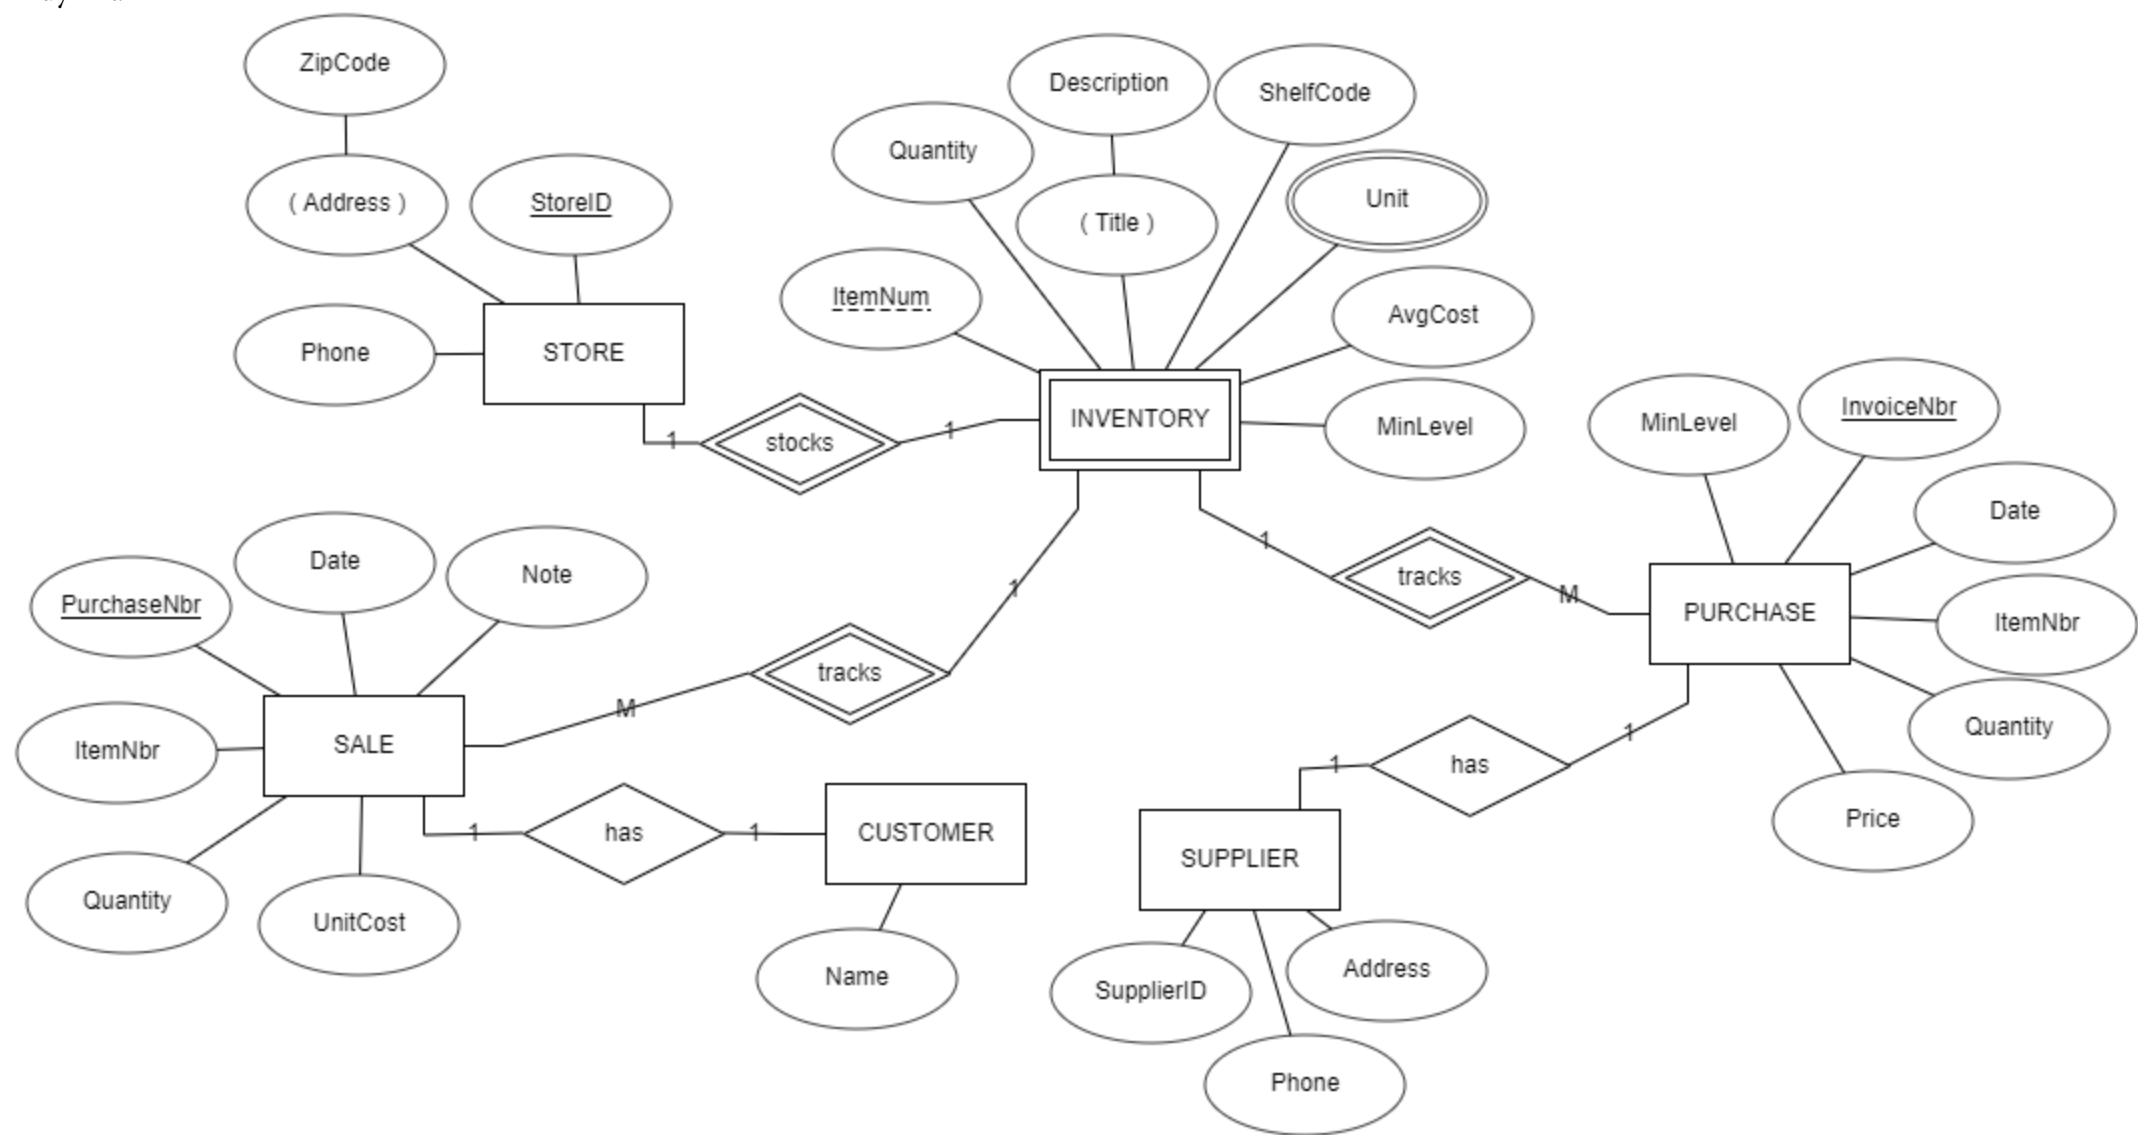 ZipCode
( Address )
StoreID
Phone
STORE
1
stocks
1
Quantity
Description
ShelfCode
( Title )
Unit
ItemNum
AvgCost
INVENTORY
MinLevel
MinLevel
InvoiceNbr
Date
ItemNbr
Quantity
Price
PURCHASE
1
tracks
M
1
tracks
M
PurchaseNbr
Date
Note
ItemNbr
SALE
Quantity
UnitCost
1
has
1
CUSTOMER
Name
1
has
1
SUPPLIER
SupplierID
Address
Phone